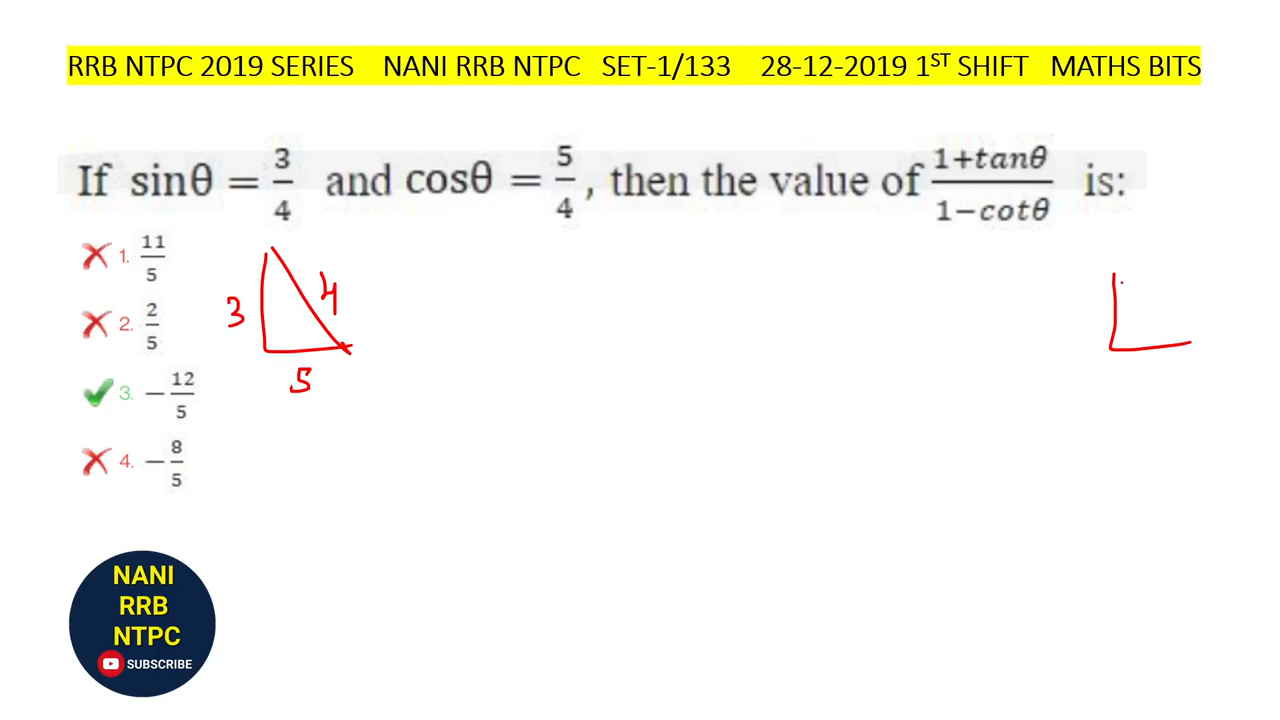 RRB NTPC 2019 SERIES NANI RRB NTPC SET-1/133 28-12-2019 1ST SHIFT MATHS BITS
If sinθ = 3/4 and cosθ = 5/4, then the value of (1+tanθ)/(1−cotθ) is:
1. 11/5
2. 2/5
3. −12/5
4. −8/5
3
4
5
NANI
RRB
NTPC
SUBSCRIBE